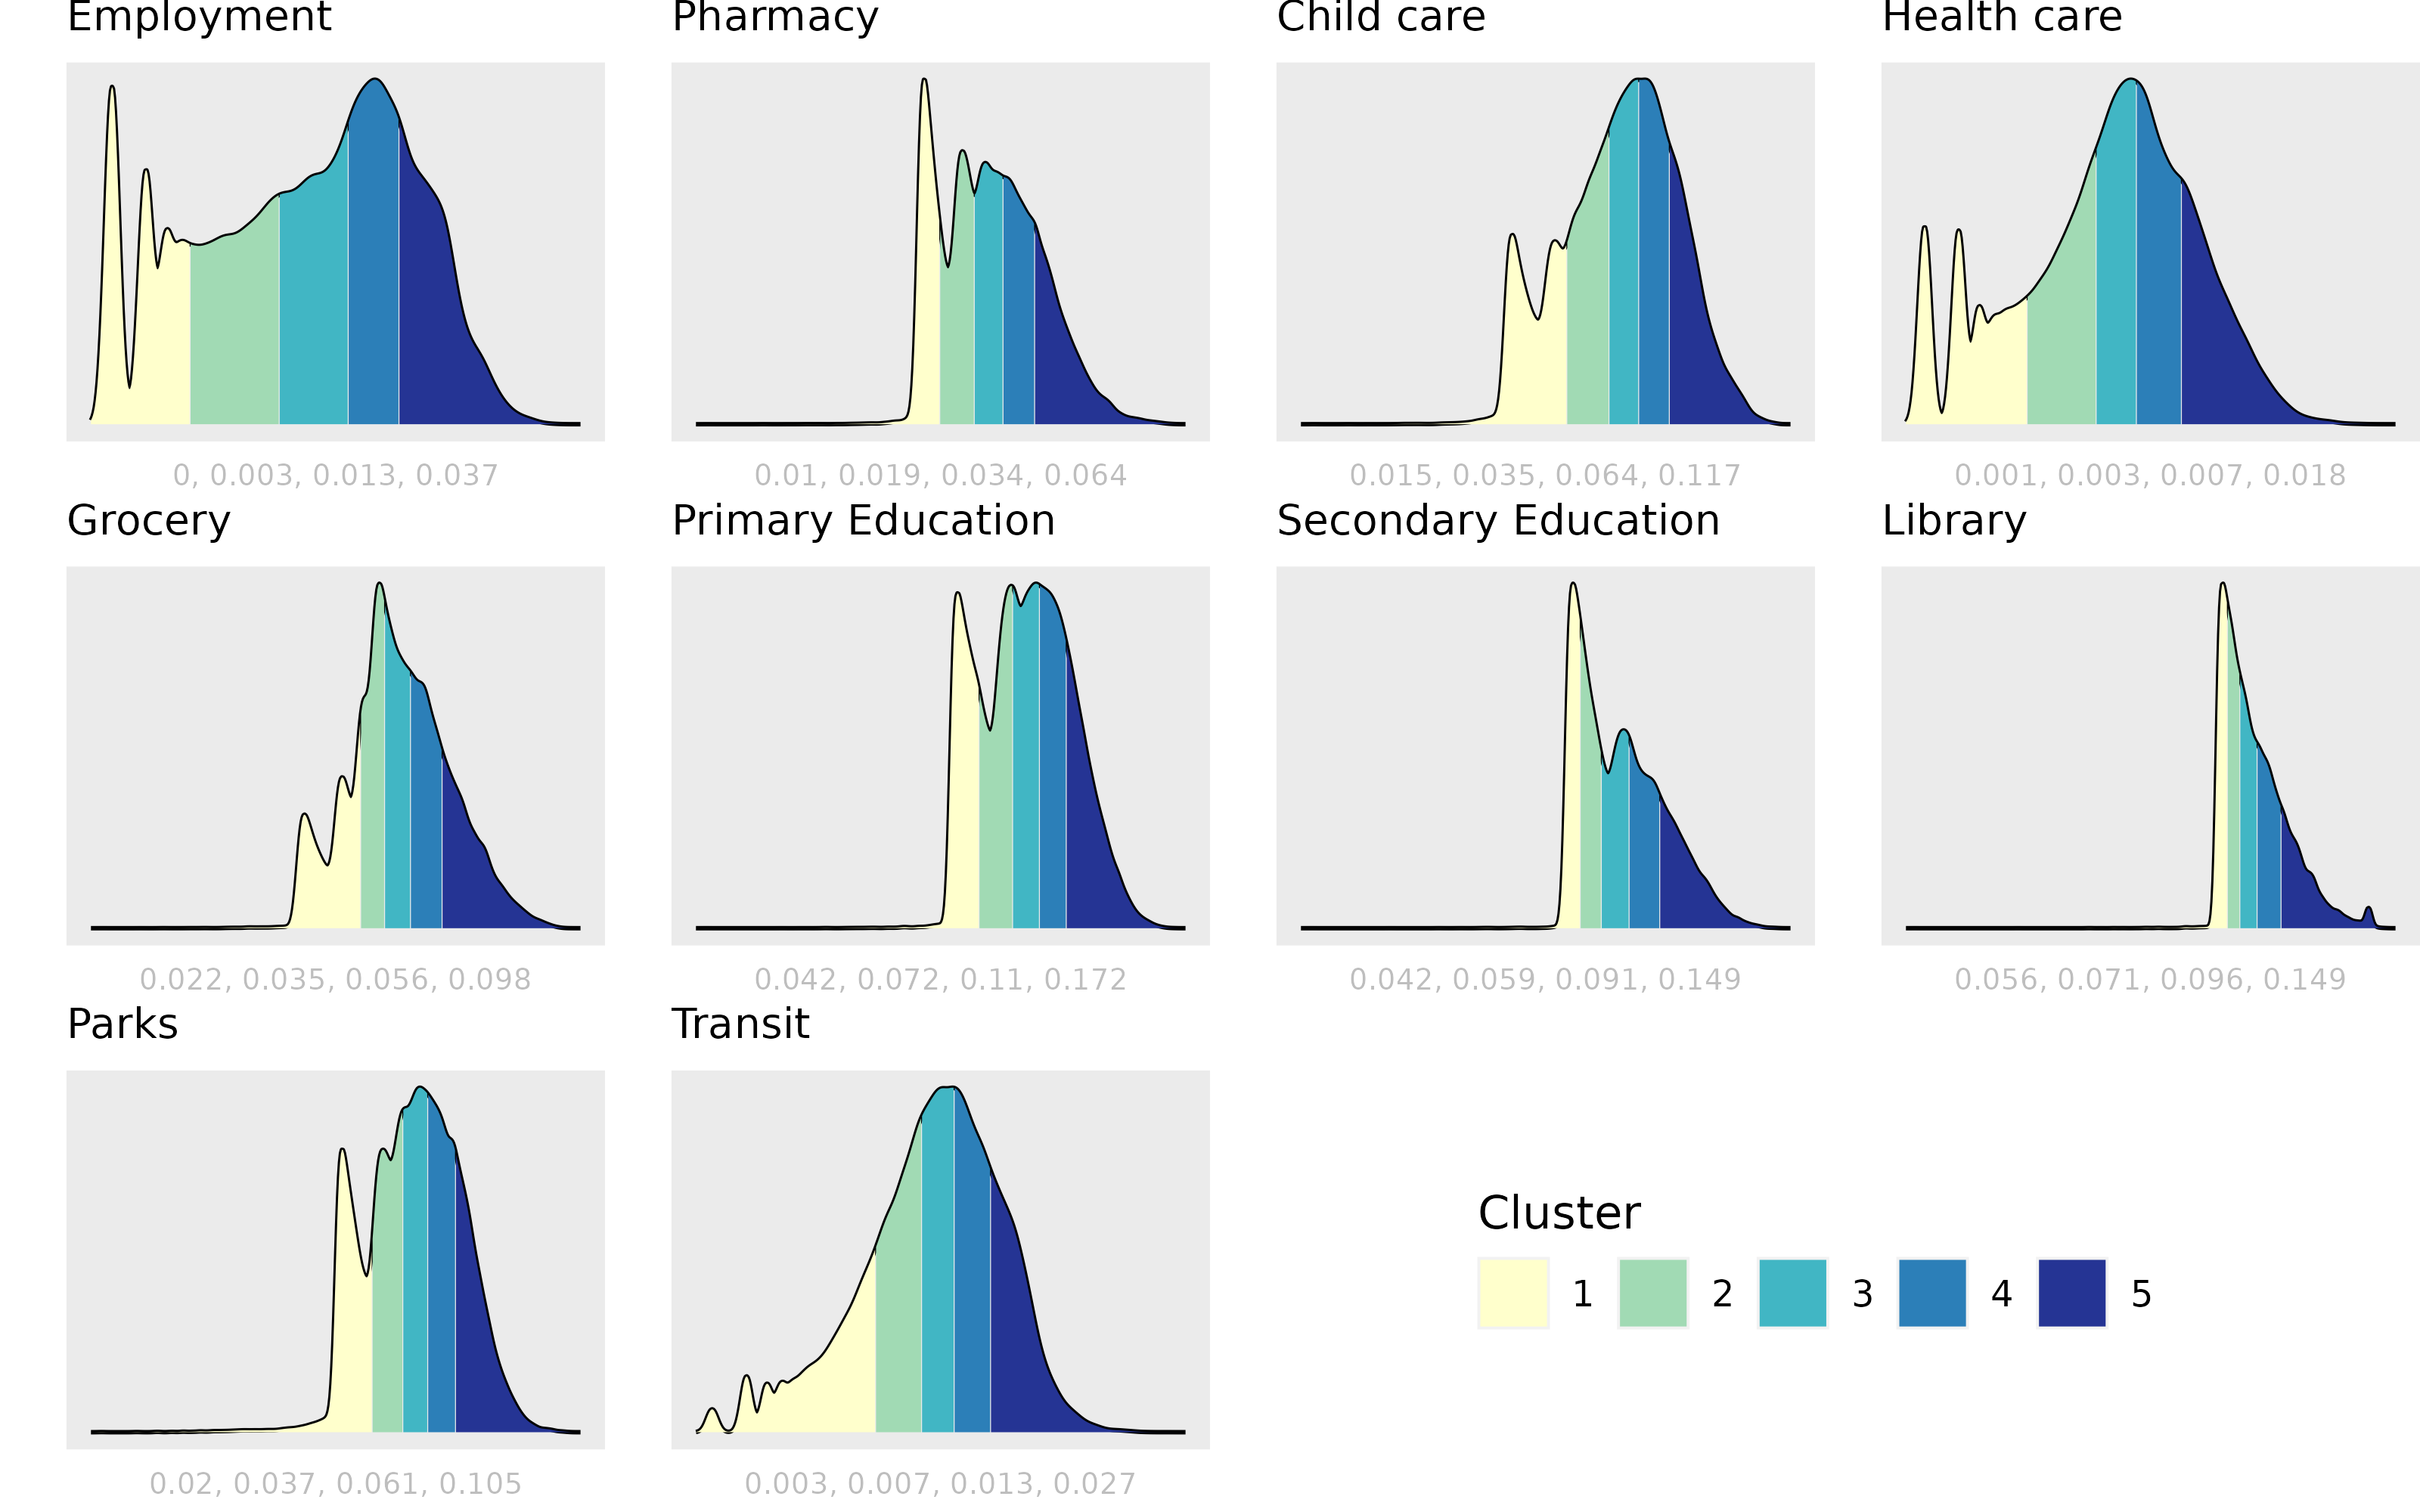 Employment
Pharmacy
Child care
Health care
0, 0.003, 0.013, 0.037
0.01, 0.019, 0.034, 0.064
0.015, 0.035, 0.064, 0.117
0.001, 0.003, 0.007, 0.018
Grocery
Primary Education
Secondary Education
Library
0.022, 0.035, 0.056, 0.098
0.042, 0.072, 0.11, 0.172
0.042, 0.059, 0.091, 0.149
0.056, 0.071, 0.096, 0.149
Parks
Transit
Cluster
1 2 3 4 5
0.02, 0.037, 0.061, 0.105
0.003, 0.007, 0.013, 0.027